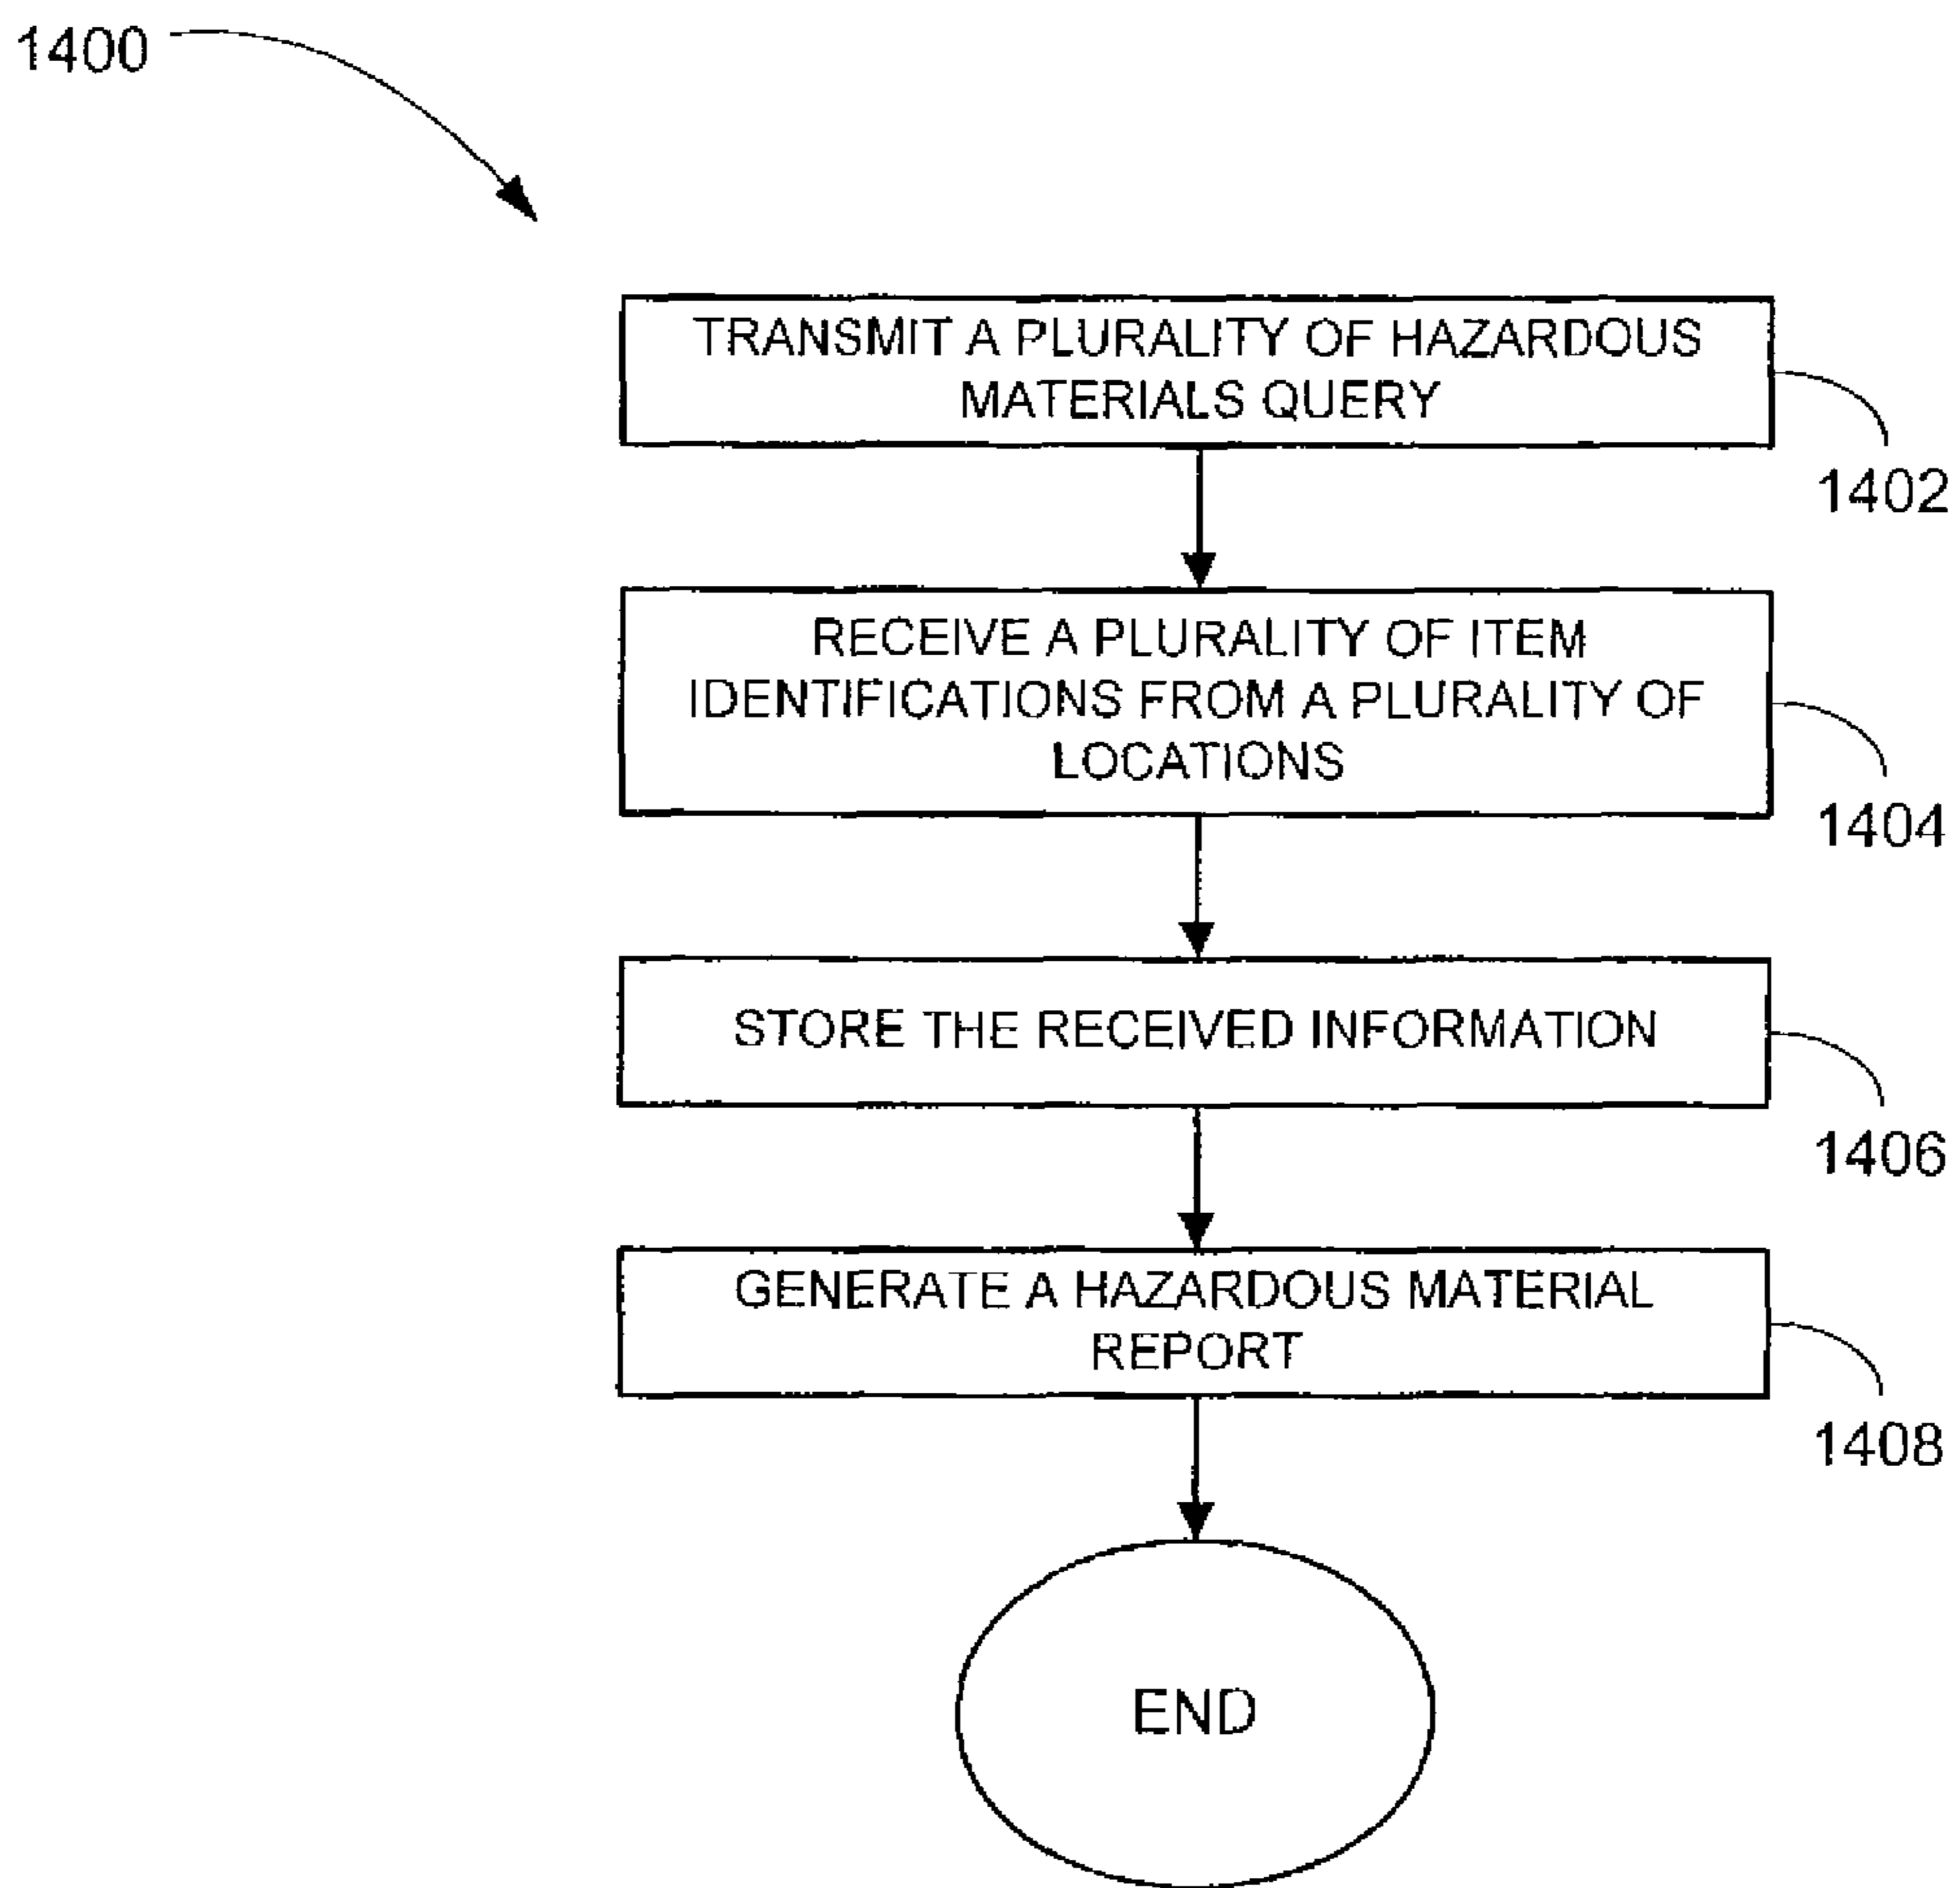 1400
TRANSMIT A PLURALITY OF HAZARDOUS
MATERIALS QUERY
1402
RECEIVE A PLURALITY OF ITEM
IDENTIFICATIONS FROM A PLURALITY OF
LOCATIONS
1404
STORE THE RECEIVED INFORMATION
1406
GENERATE A HAZARDOUS MATERIAL
REPORT
1408
END